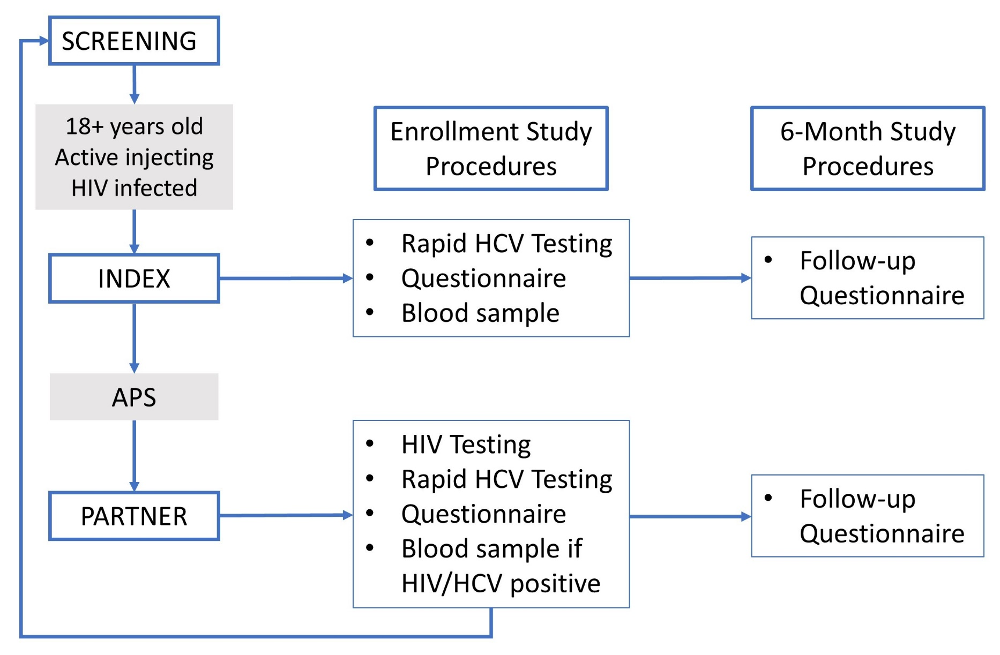 SCREENING
18+ years old
Active injecting
HIV infected
Enrollment Study
Procedures
6-Month Study
Procedures
INDEX
• Rapid HCV Testing
• Questionnaire
• Blood sample
• Follow-up
Questionnaire
APS
PARTNER
• HIV Testing
• Rapid HCV Testing
• Questionnaire
• Blood sample if
HIV/HCV positive
• Follow-up
Questionnaire